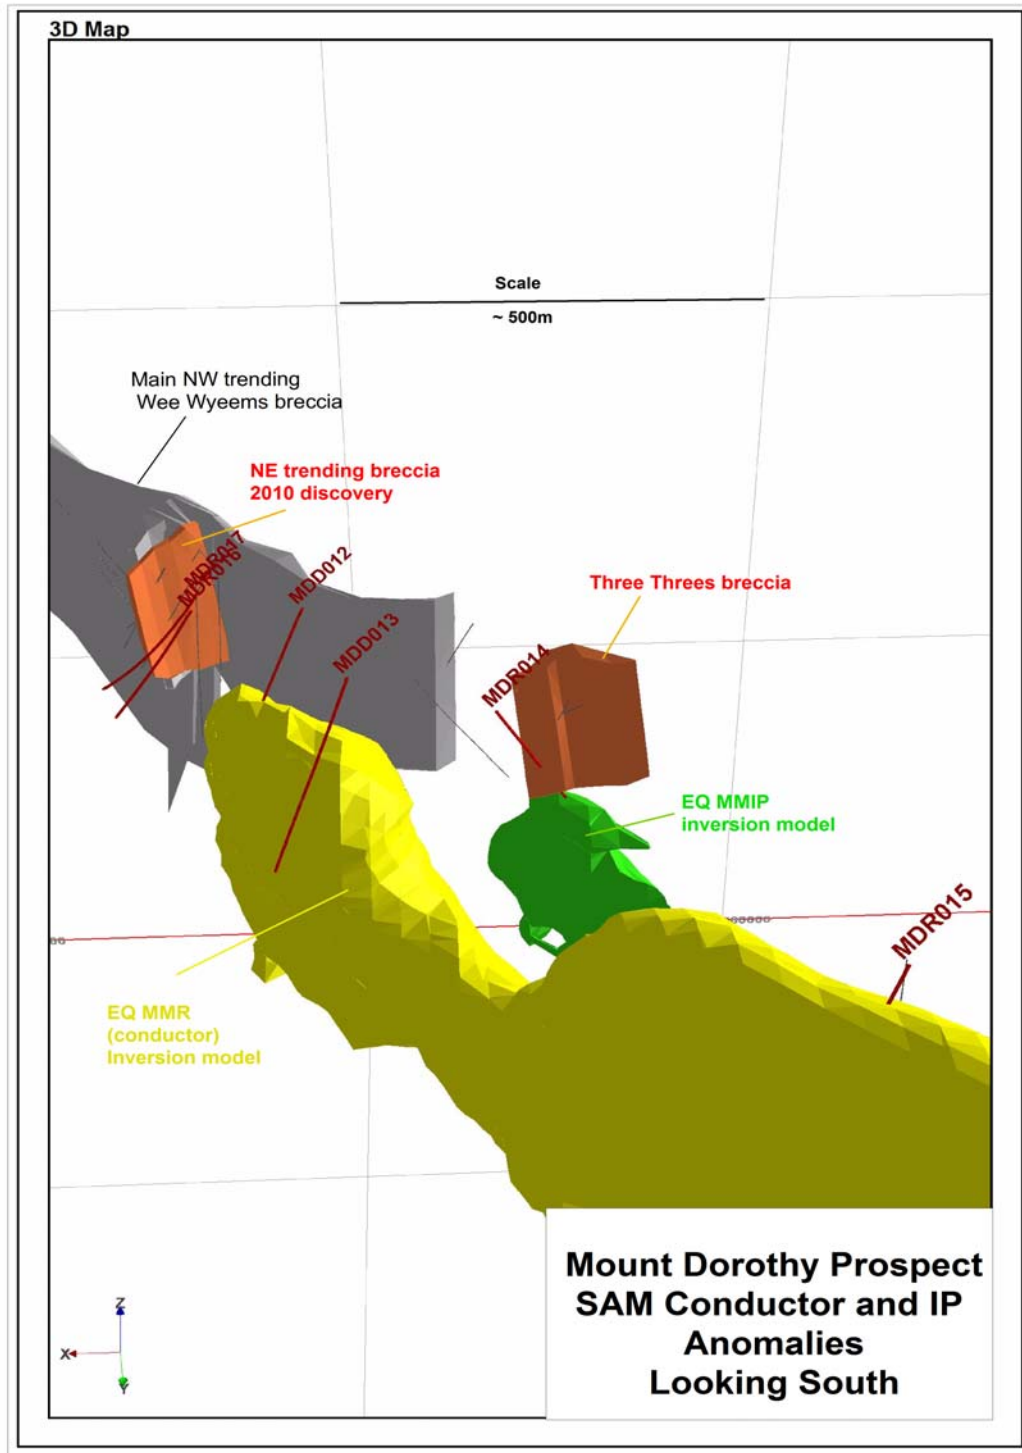 3D Map
Scale
~ 500m
Main NW trending
Wee Wyeems breccia
NE trending breccia
2010 discovery
MDR017
MDR016
MDD012
MDD013
Three Threes breccia
MDR014
EQ MMIP
inversion model
MDR015
EQ MMR
(conductor)
Inversion model
Z
X
Y
Mount Dorothy Prospect
SAM Conductor and IP
Anomalies
Looking South